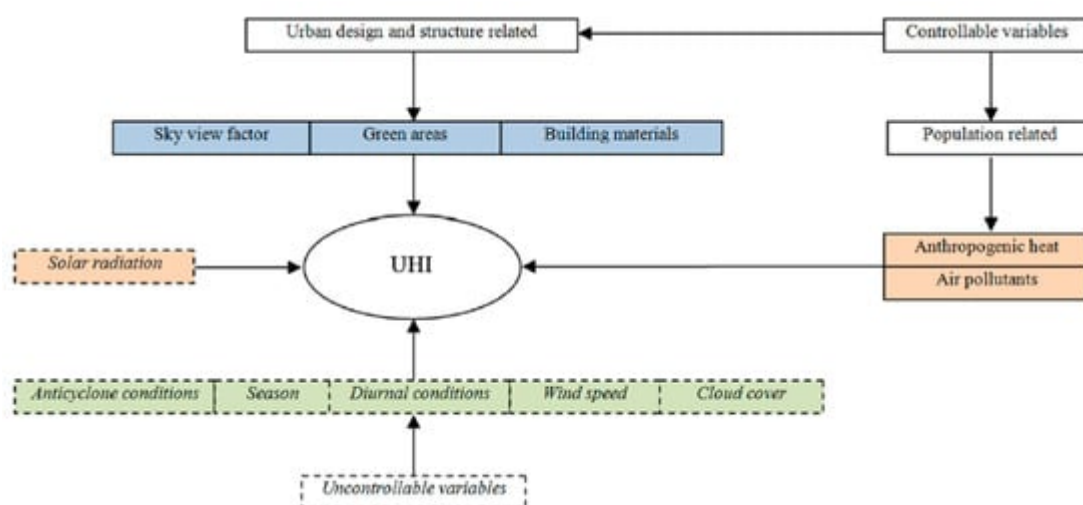 Urban design and structure related
Controllable variables
Sky view factor
Green areas
Building materials
Population related
Solar radiation
UHI
Anthropogenic heat
Air pollutants
Anticyclone conditions
Season
Diurnal conditions
Wind speed
Cloud cover
Uncontrollable variables